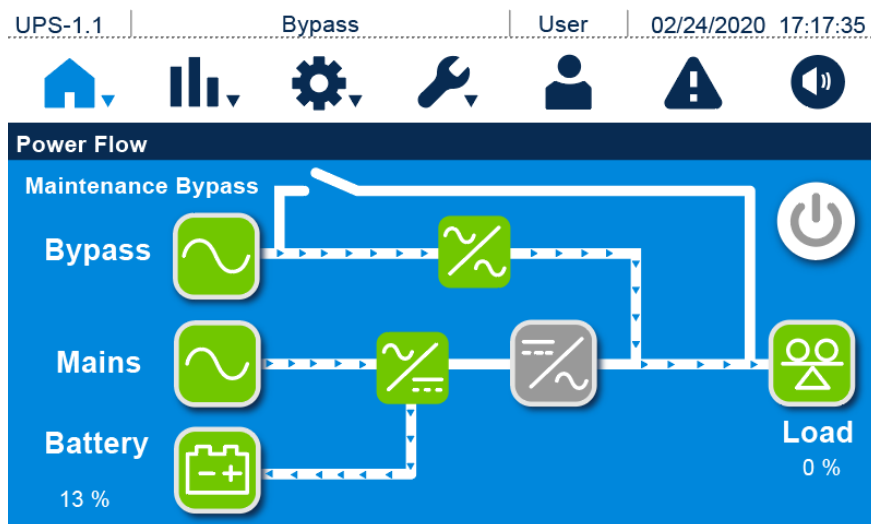 UPS-1.1 Bypass User 02/24/2020 17:17:35
Power Flow
Maintenance Bypass
Bypass
Mains
Battery
13 %
Load
0 %